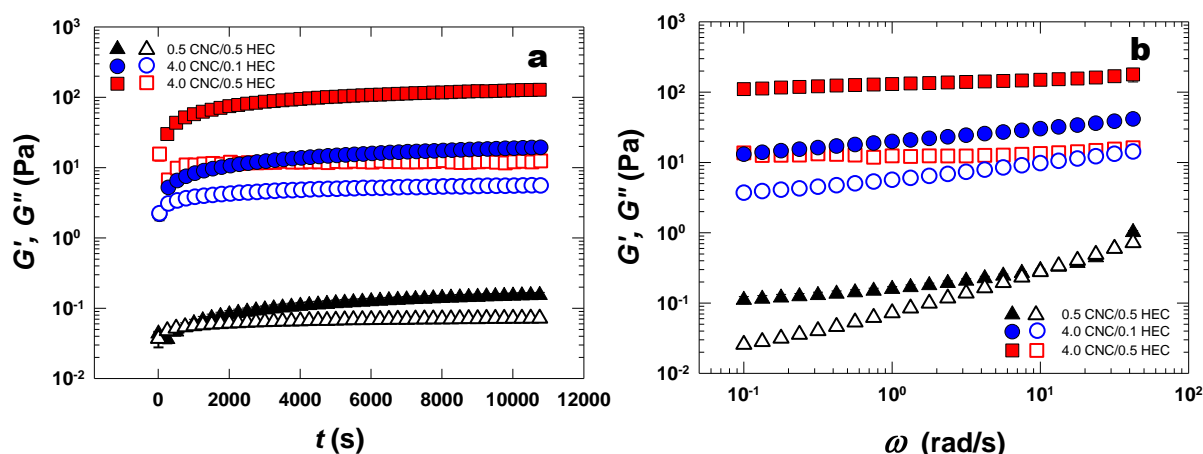 a
0.5 CNC/0.5 HEC
4.0 CNC/0.1 HEC
4.0 CNC/0.5 HEC
10³
10²
10¹
10⁰
10⁻¹
10⁻²
G', G" (Pa)
0 2000 4000 6000 8000 10000 12000
t (s)
b
10³
10²
10¹
10⁰
10⁻¹
10⁻²
G', G" (Pa)
0.5 CNC/0.5 HEC
4.0 CNC/0.1 HEC
4.0 CNC/0.5 HEC
10⁻¹ 10⁰ 10¹ 10²
ω (rad/s)